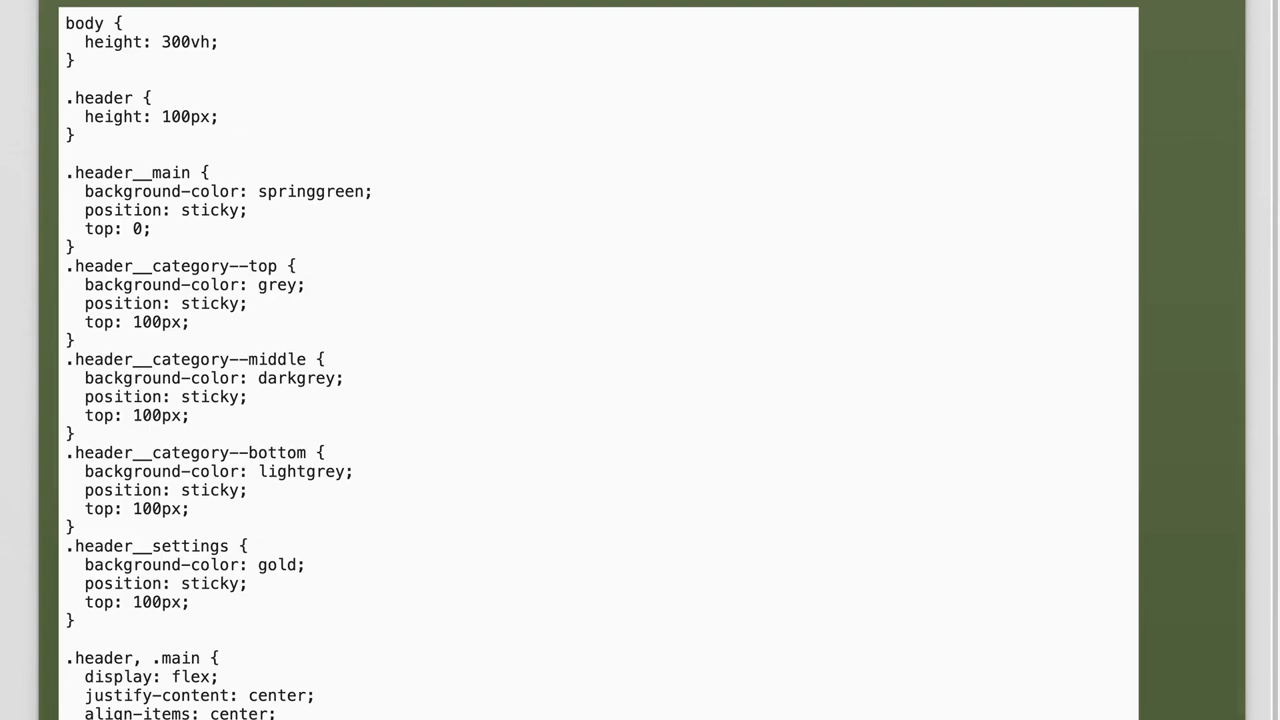 body {
  height: 300vh;
}

.header {
  height: 100px;
}

.header__main {
  background-color: springgreen;
  position: sticky;
  top: 0;
}
.header__category--top {
  background-color: grey;
  position: sticky;
  top: 100px;
}
.header__category--middle {
  background-color: darkgrey;
  position: sticky;
  top: 100px;
}
.header__category--bottom {
  background-color: lightgrey;
  position: sticky;
  top: 100px;
}
.header__settings {
  background-color: gold;
  position: sticky;
  top: 100px;
}

.header, .main {
  display: flex;
  justify-content: center;
  align-items: center;